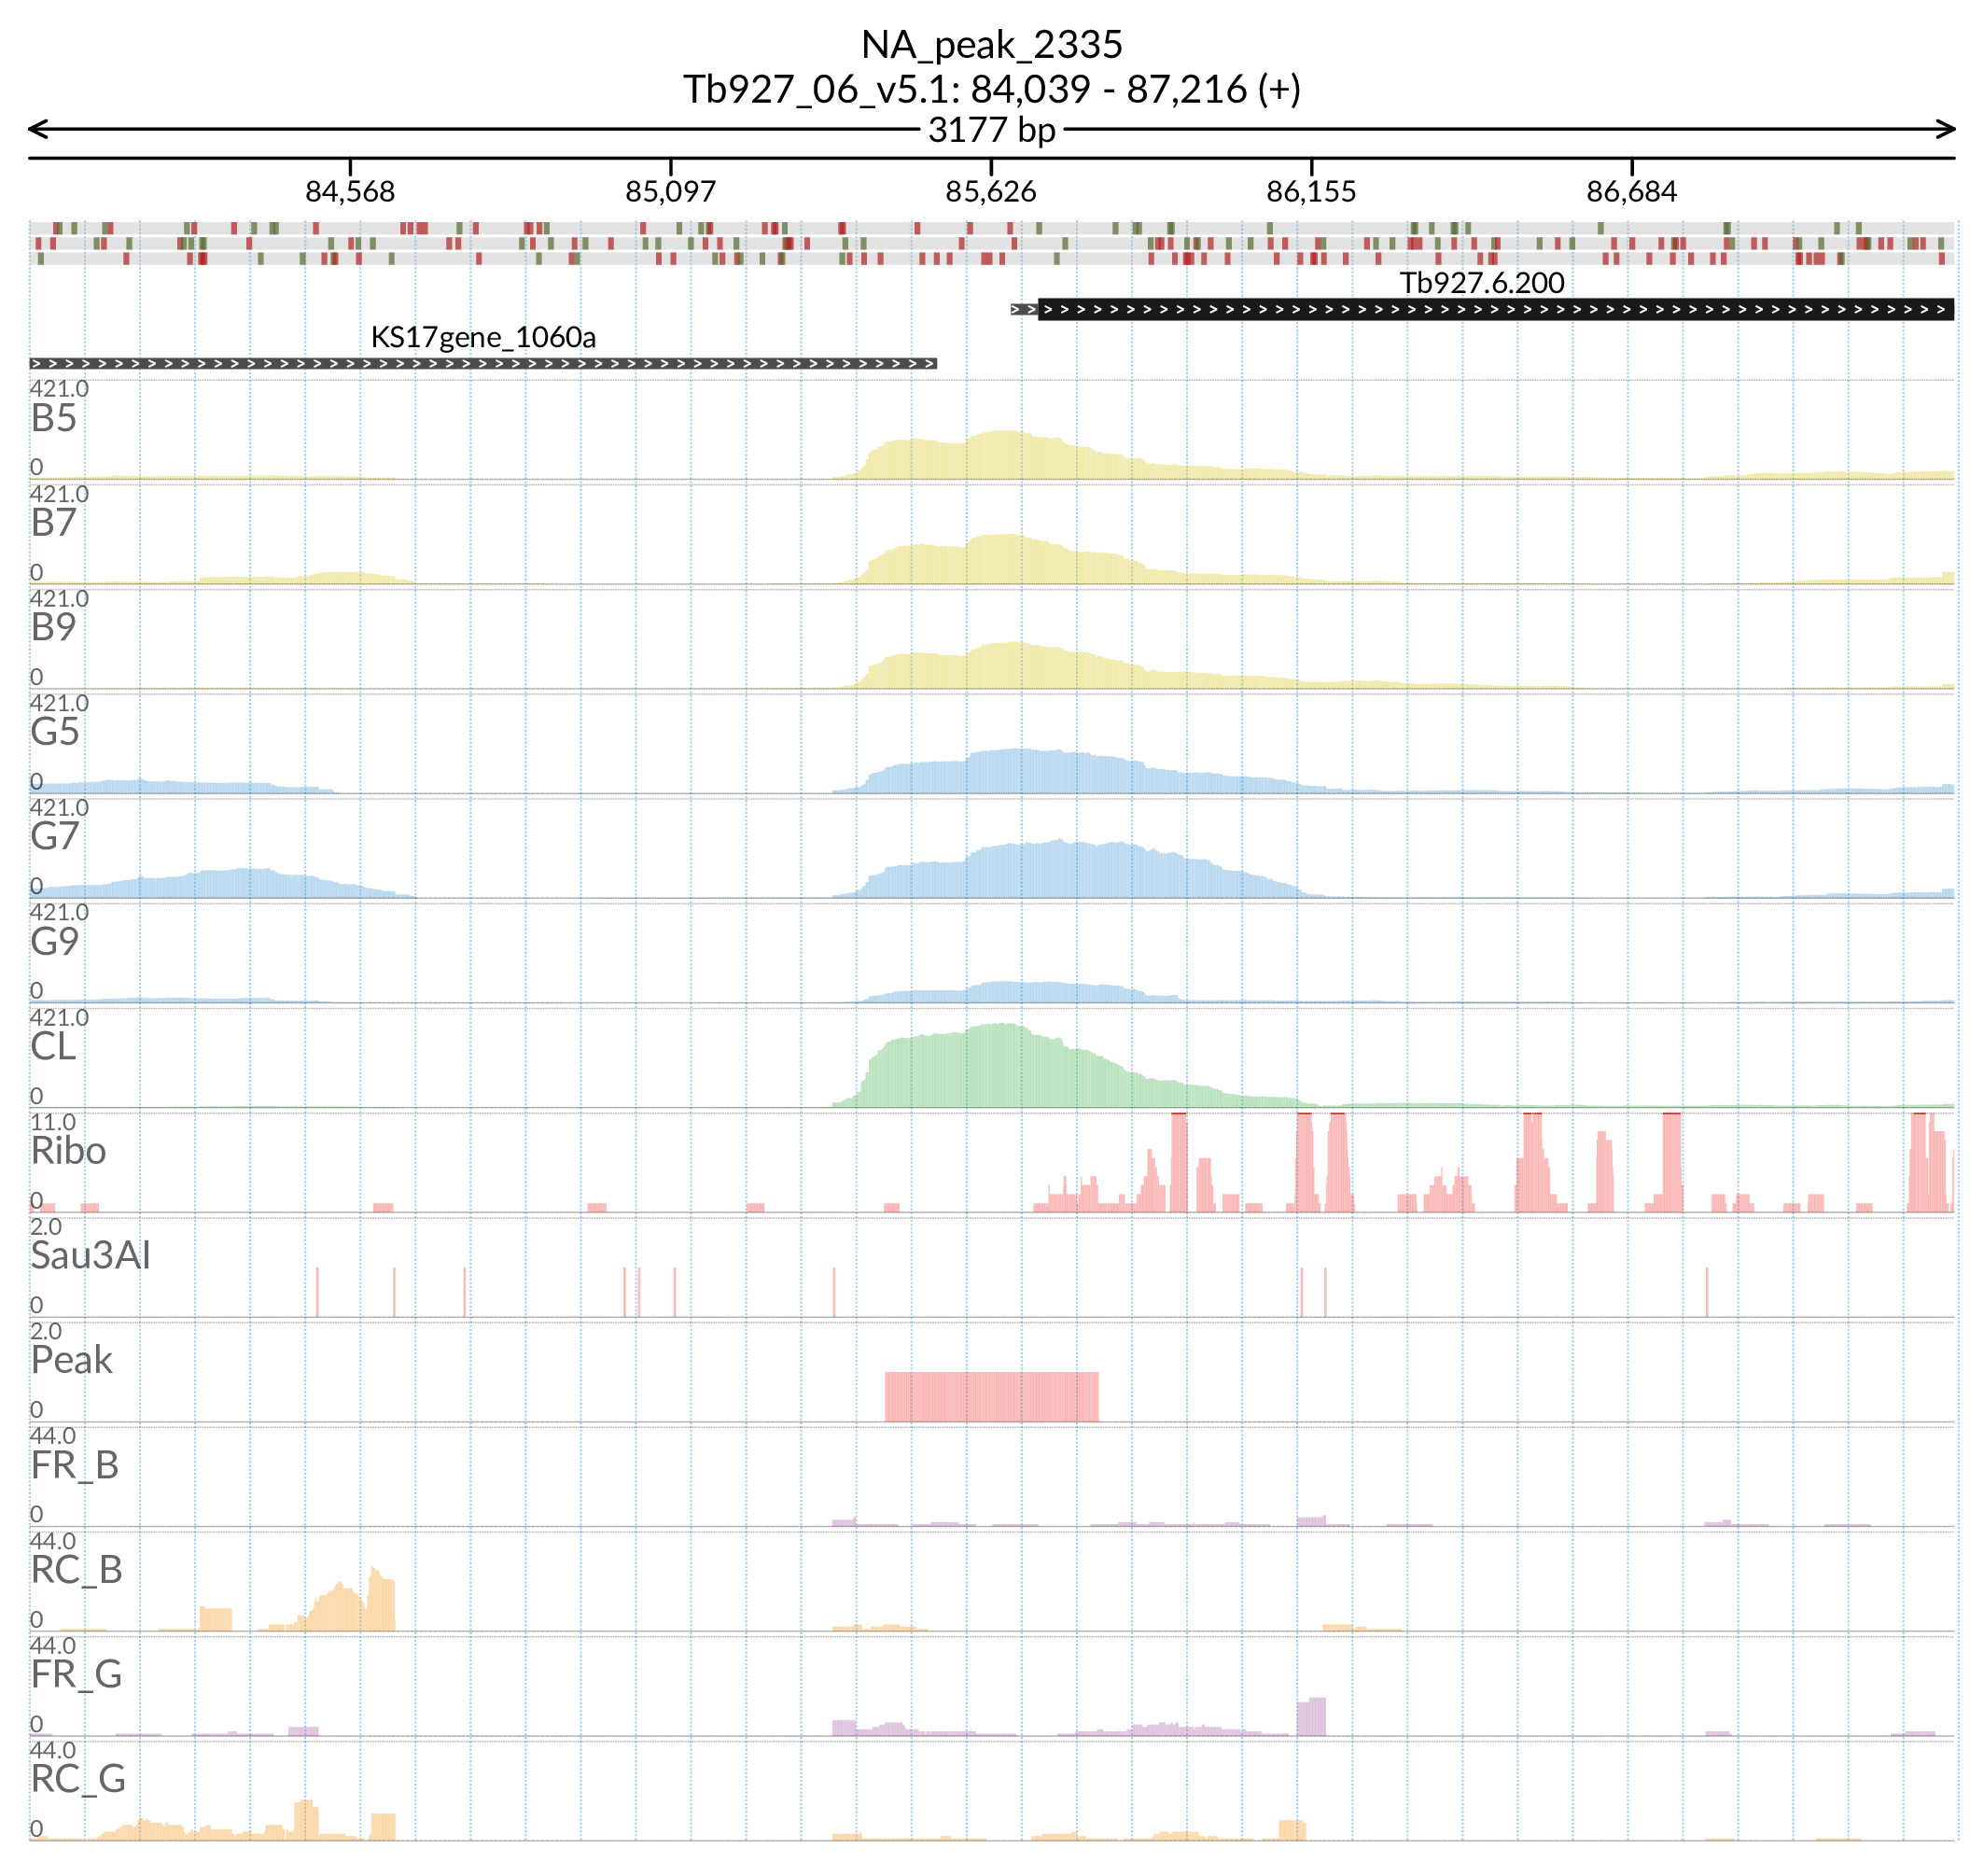 NA_peak_2335
Tb927_06_v5.1: 84,039 - 87,216 (+)
3177 bp
84,568 85,097 85,626 86,155 86,684
Tb927.6.200
KS17gene_1060a
421.0
B5
0
421.0
B7
0
421.0
B9
0
421.0
G5
0
421.0
G7
0
421.0
G9
0
421.0
CL
0
11.0
Ribo
0
2.0
Sau3AI
0
2.0
Peak
0
44.0
FR_B
0
44.0
RC_B
0
44.0
FR_G
0
44.0
RC_G
0